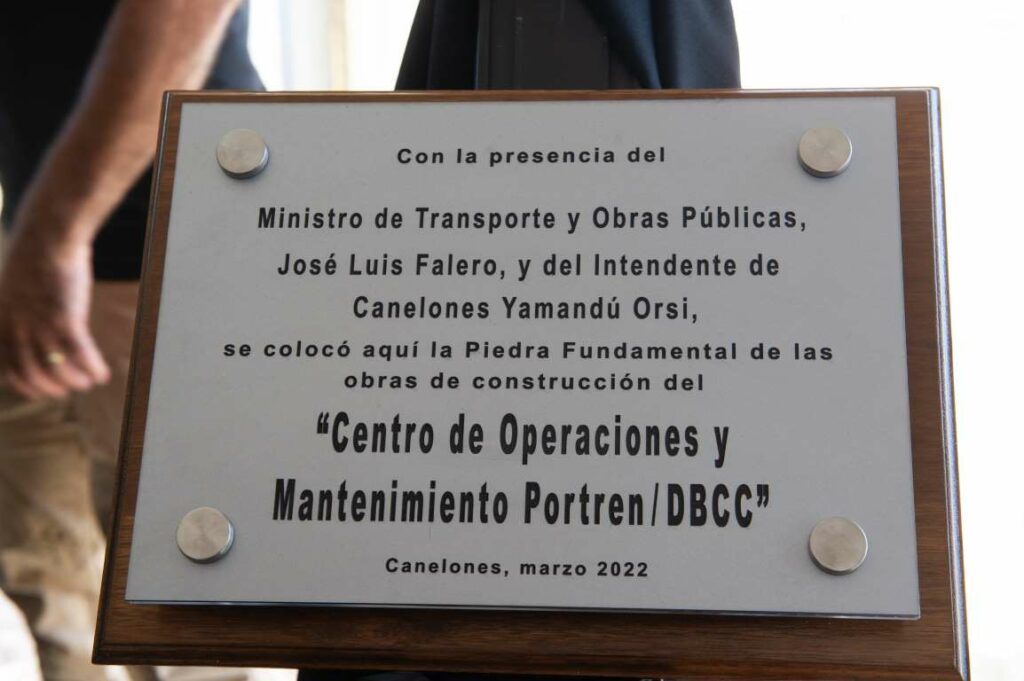 Con la presencia del
Ministro de Transporte y Obras Públicas,
José Luis Falero, y del Intendente de
Canelones Yamandú Orsi,
se colocó aquí la Piedra Fundamental de las
obras de construcción del
“Centro de Operaciones y
Mantenimiento Portren/DBCC”
Canelones, marzo 2022